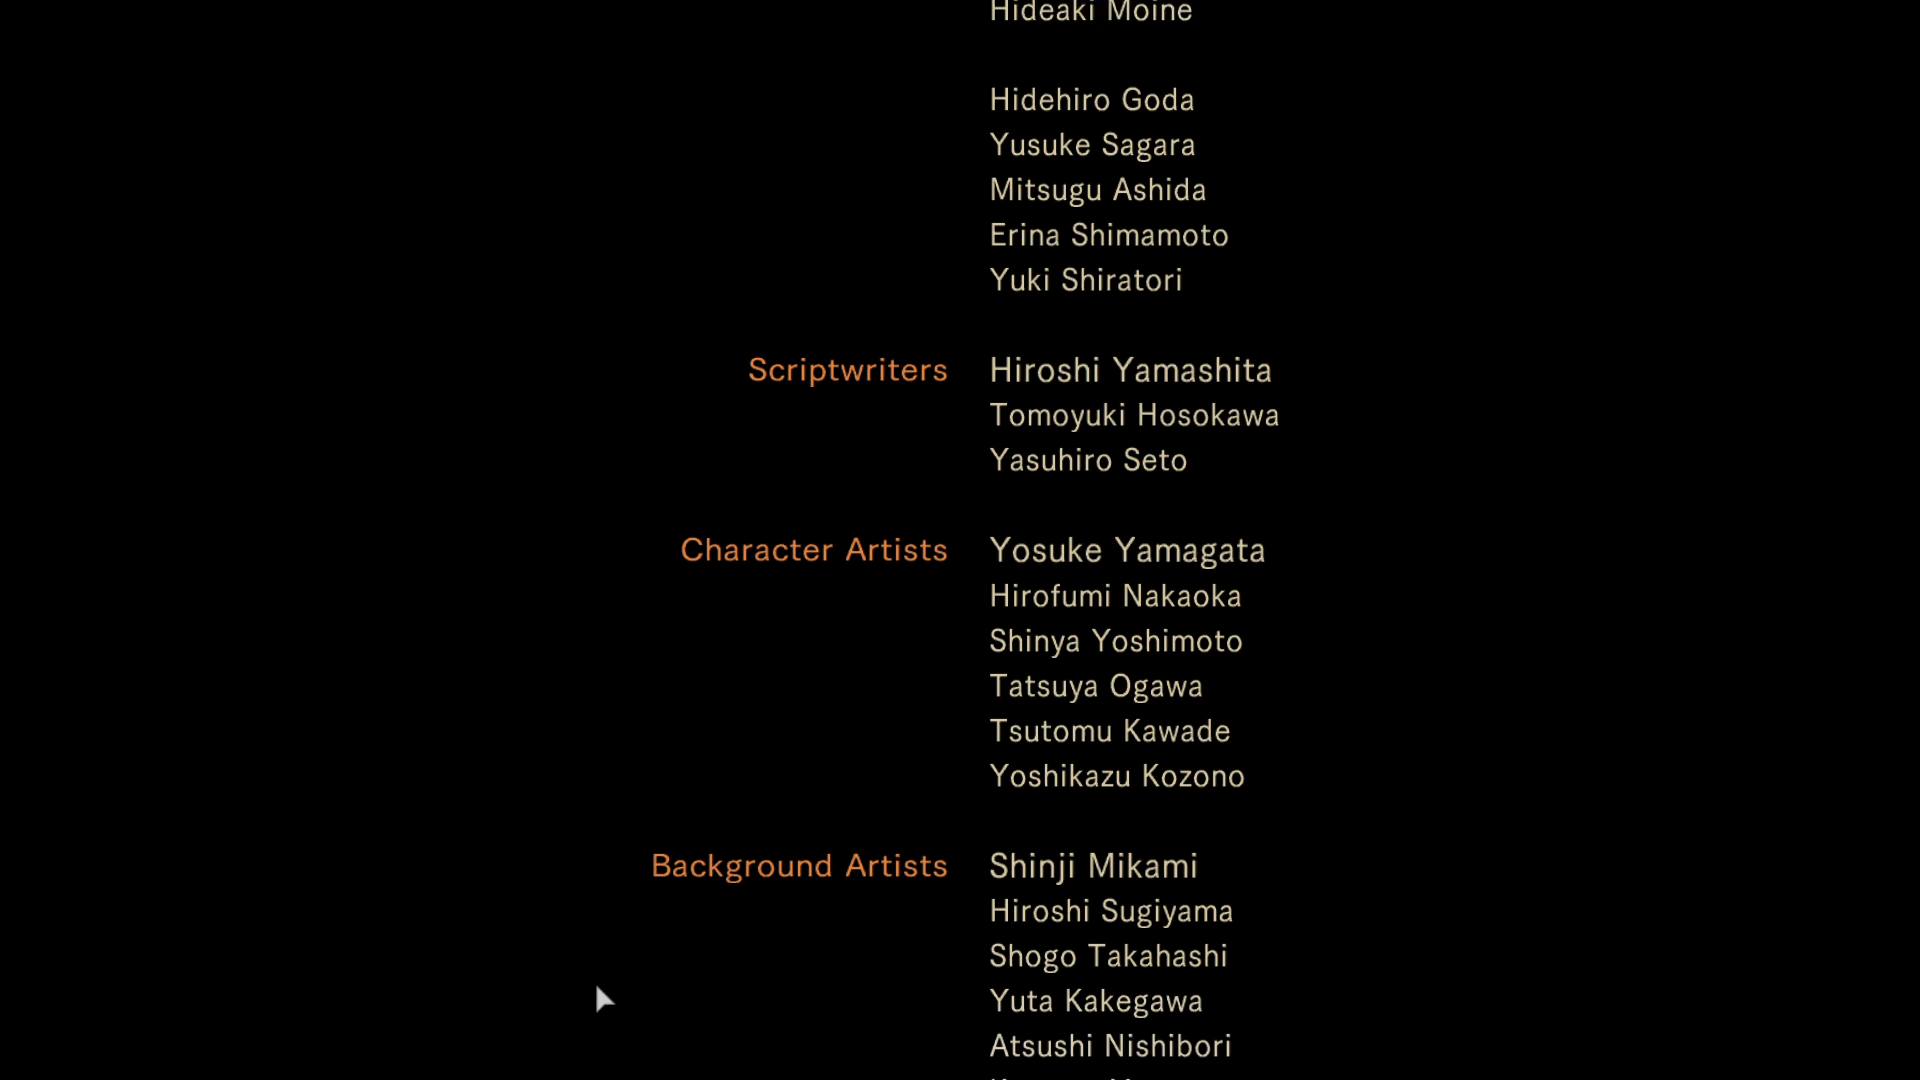 Hideaki Moine
Hidehiro Goda
Yusuke Sagara
Mitsugu Ashida
Erina Shimamoto
Yuki Shiratori
Scriptwriters Hiroshi Yamashita
Tomoyuki Hosokawa
Yasuhiro Seto
Character Artists Yosuke Yamagata
Hirofumi Nakaoka
Shinya Yoshimoto
Tatsuya Ogawa
Tsutomu Kawade
Yoshikazu Kozono
Background Artists Shinji Mikami
Hiroshi Sugiyama
Shogo Takahashi
Yuta Kakegawa
Atsushi Nishibori